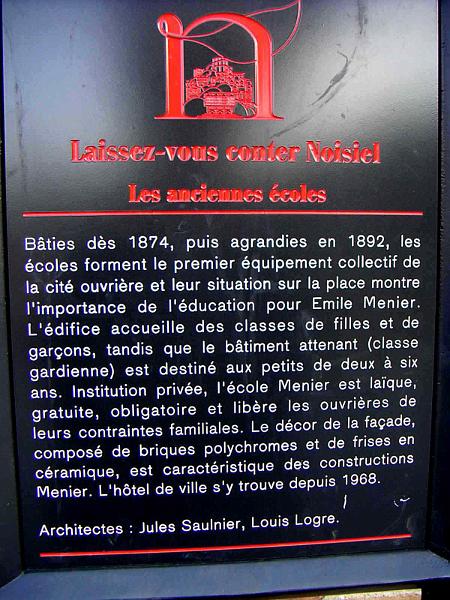 n
Laissez-vous conter Noisiel
Les anciennes écoles
Bâties dès 1874, puis agrandies en 1892, les
écoles forment le premier équipement collectif de
la cité ouvrière et leur situation sur la place montre
l'importance de l'éducation pour Emile Menier.
L'édifice accueille des classes de filles et de
garçons, tandis que le bâtiment attenant (classe
gardienne) est destiné aux petits de deux à six
ans. Institution privée, l'école Menier est laïque,
gratuite, obligatoire et libère les ouvrières de
leurs contraintes familiales. Le décor de la façade,
composé de briques polychromes et de frises en
céramique, est caractéristique des constructions
Menier. L'hôtel de ville s'y trouve depuis 1968.
Architectes : Jules Saulnier, Louis Logre.